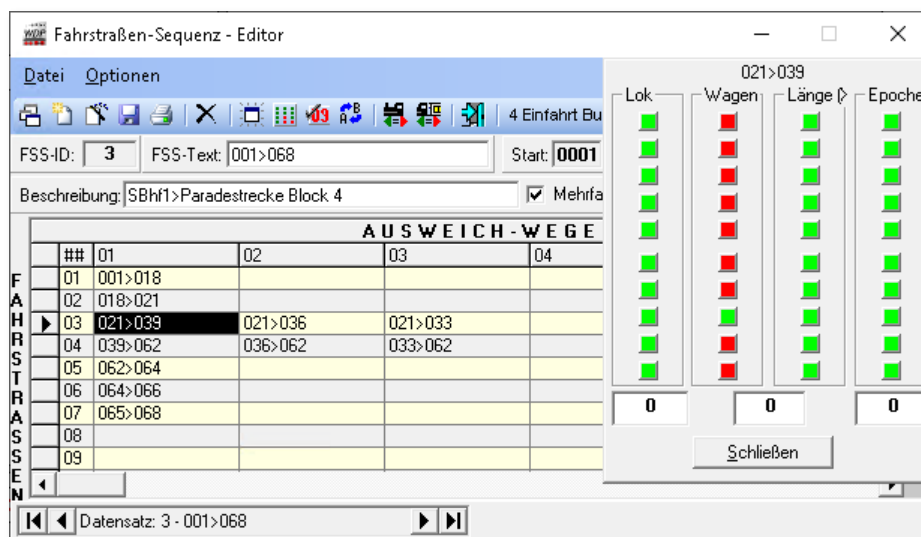 WDP Fahrstraßen-Sequenz - Editor
Datei Optionen
4 Einfahrt Bu
FSS-ID: 3 FSS-Text: 001>068 Start: 0001
Beschreibung: SBhf1>Paradestrecke Block 4 Mehrfa
AUSWEICH-WEGE
## 01 02 03 04
01 001>018
02 018>021
03 021>039 021>036 021>033
04 039>062 036>062 033>062
05 062>064
06 064>066
07 065>068
08
09
FAHRSTRASSEN
Datensatz: 3 - 001>068
021>039
Lok Wagen Länge (> Epoche
0 0 0
Schließen